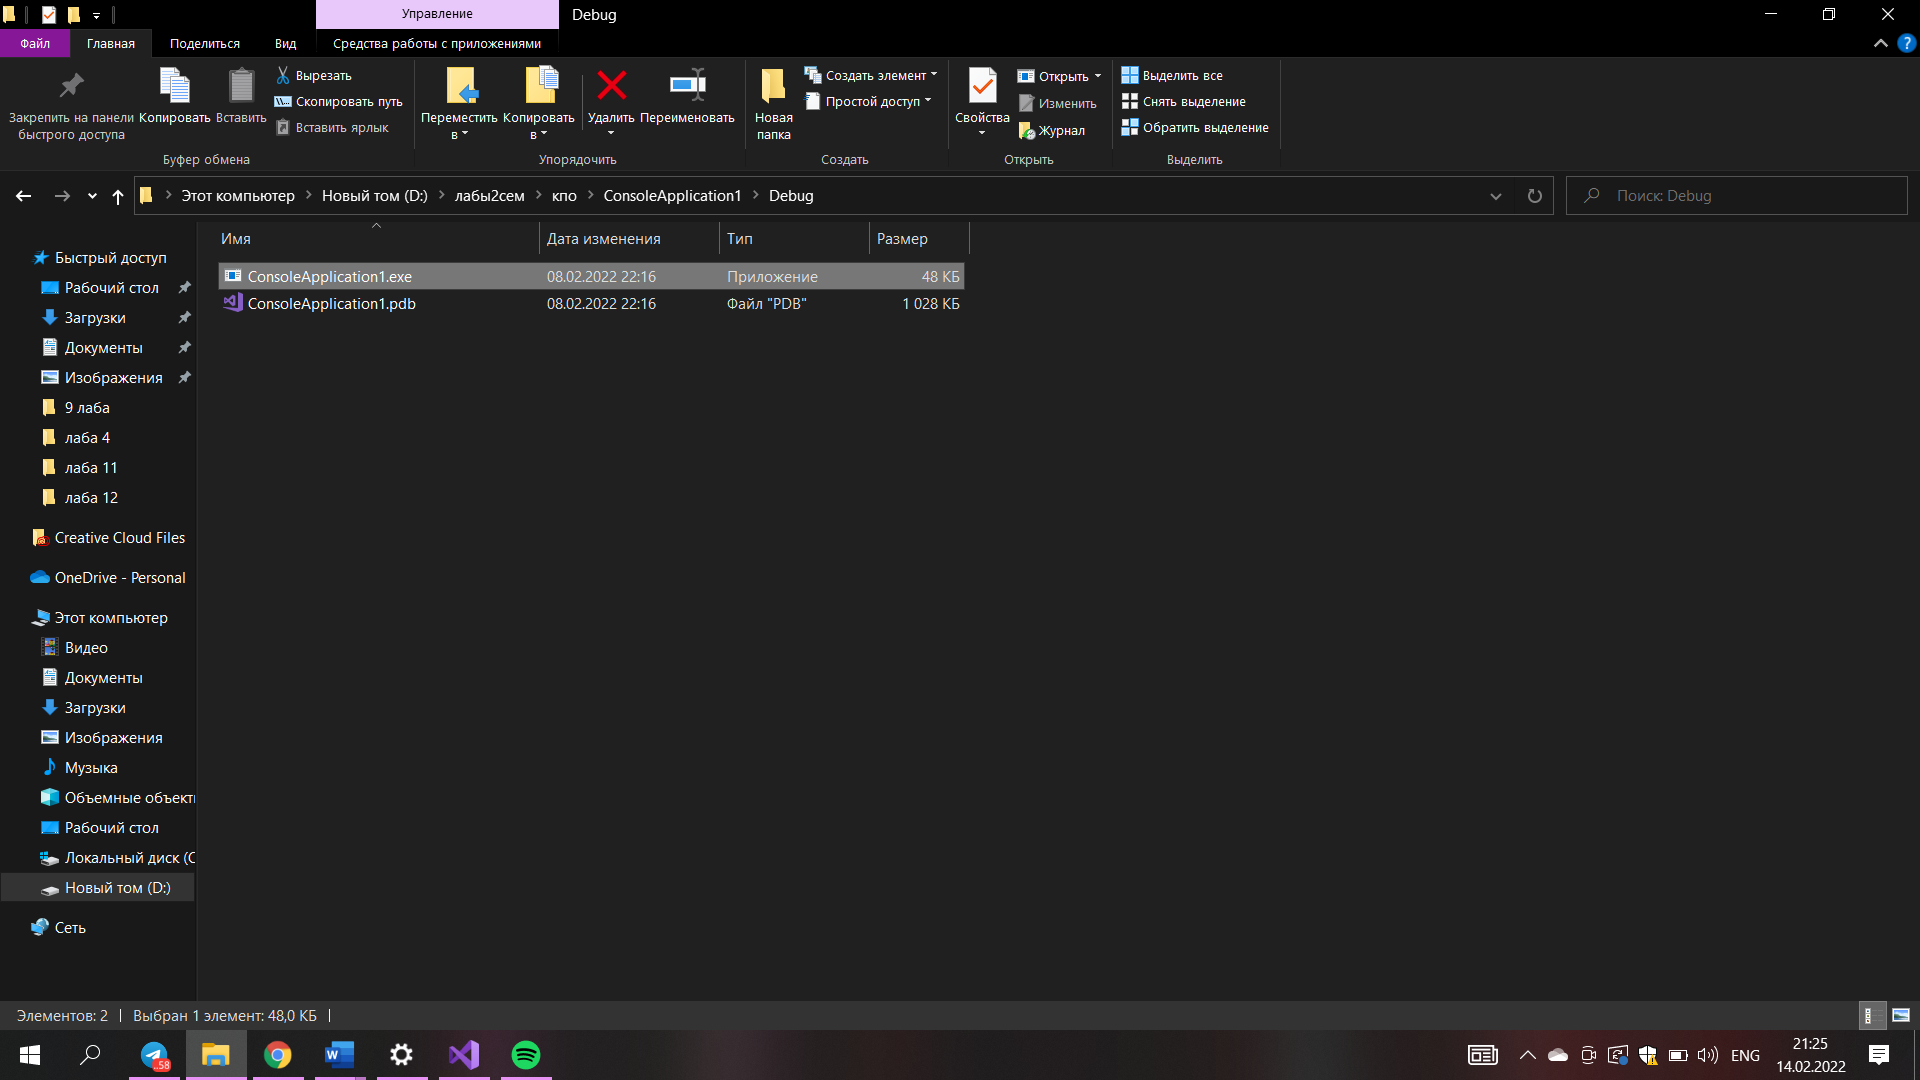 Управление
Debug
Файл
Главная
Поделиться
Вид
Средства работы с приложениями
?
Закрепить на панели
быстрого доступа
Копировать
Вставить
Вырезать
Скопировать путь
Вставить ярлык
Буфер обмена
Переместить
в
Копировать
в
Удалить
Переименовать
Упорядочить
Новая
папка
Создать элемент
Простой доступ
Создать
Свойства
Открыть
Изменить
Журнал
Открыть
Выделить все
Снять выделение
Обратить выделение
Выделить
Этот компьютер
Новый том (D:)
лабы2сем
кпо
ConsoleApplication1
Debug
Поиск: Debug
Имя
Дата изменения
Тип
Размер
ConsoleApplication1.exe
08.02.2022 22:16
Приложение
48 КБ
ConsoleApplication1.pdb
08.02.2022 22:16
Файл "PDB"
1 028 КБ
Быстрый доступ
Рабочий стол
Загрузки
Документы
Изображения
9 лаба
лаба 4
лаба 11
лаба 12
Creative Cloud Files
OneDrive - Personal
Этот компьютер
Видео
Документы
Загрузки
Изображения
Музыка
Объемные объект
Рабочий стол
Локальный диск (C
Новый том (D:)
Сеть
Элементов: 2
Выбран 1 элемент: 48,0 КБ
..58
W
ENG
21:25
14.02.2022